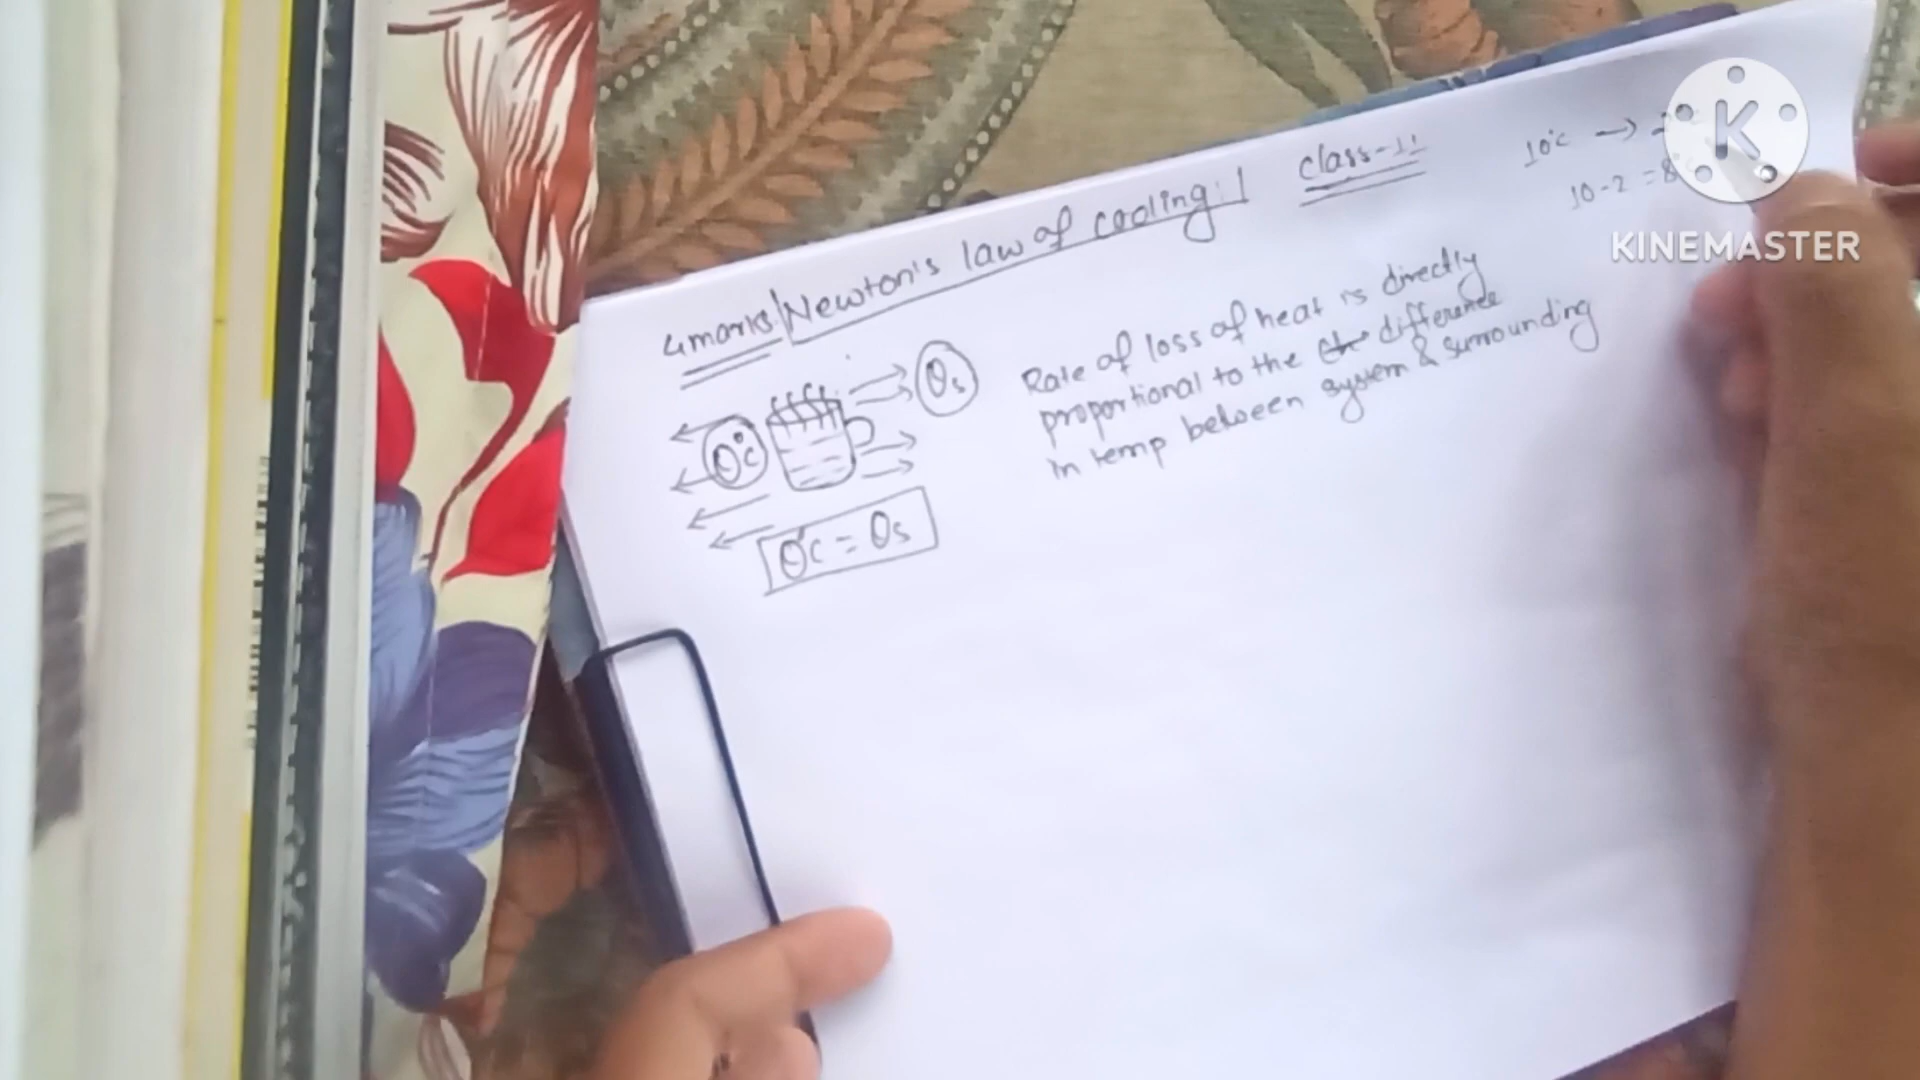 4marks Newton's law of cooling:| class-11
10°c →
10-2 = 8
KINEMASTER
θs
θ°c
θc = θs
Rate of loss of heat is directly
proportional to the difference
in temp between system & surrounding